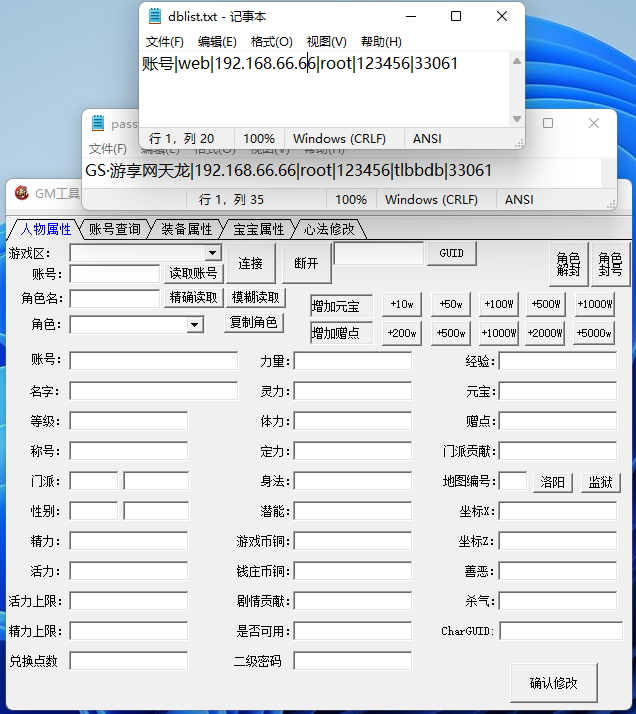 dblist.txt - 记事本
文件(F) 编辑(E) 格式(O) 视图(V) 帮助(H)
账号|web|192.168.66.66|root|123456|33061
行 1，列 20 100% Windows (CRLF) ANSI
pass
文件(F) 编辑(E) 格式(O) 视图(V) 帮助(H)
GS·游享网天龙|192.168.66.66|root|123456|tlbbdb|33061
行 1，列 35 100% Windows (CRLF) ANSI
GM工具
人物属性 账号查询 装备属性 宝宝属性 心法修改
游戏区: 连接 断开 GUID 角色解封 角色封号
账号: 读取账号
角色名: 精确读取 模糊读取
角色: 复制角色
增加元宝 +10w +50w +100W +500W +1000W
增加赠点 +200w +500w +1000W +2000W +5000w
账号: 力量: 经验:
名字: 灵力: 元宝:
等级: 体力: 赠点:
称号: 定力: 门派贡献:
门派: 身法: 地图编号: 洛阳 监狱
性别: 潜能: 坐标X:
精力: 游戏币铜: 坐标Z:
活力: 钱庄币铜: 善恶:
活力上限: 剧情贡献: 杀气:
精力上限: 是否可用: CharGUID:
兑换点数 二级密码
确认修改